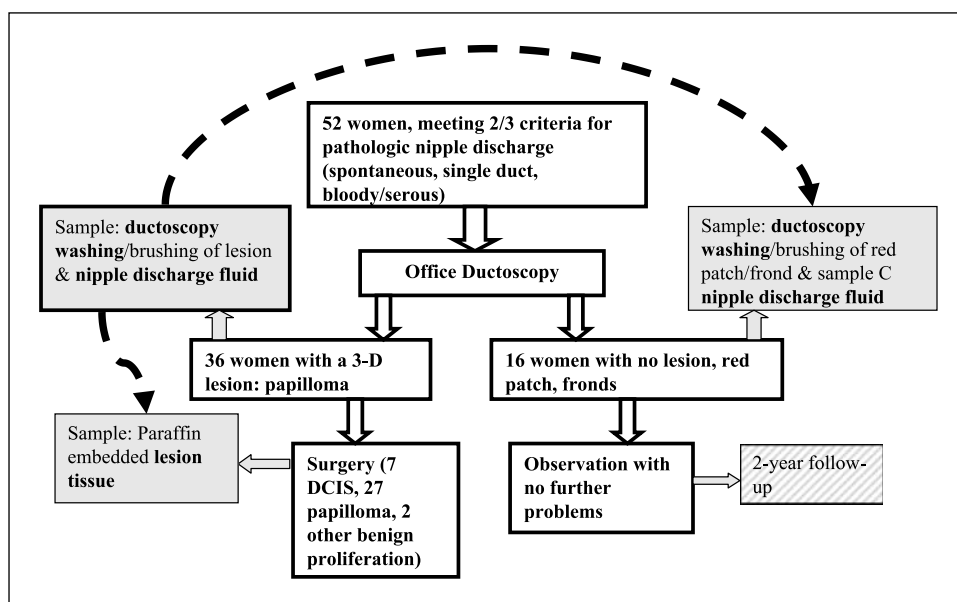 52 women, meeting 2/3 criteria for
pathologic nipple discharge
(spontaneous, single duct,
bloody/serous)
Sample: ductoscopy
washing/brushing of lesion
& nipple discharge fluid
Sample: ductoscopy
washing/brushing of red
patch/frond & sample C
nipple discharge fluid
Office Ductoscopy
36 women with a 3-D
lesion: papilloma
16 women with no lesion, red
patch, fronds
Sample: Paraffin
embedded lesion
tissue
Surgery (7
DCIS, 27
papilloma, 2
other benign
proliferation)
Observation with
no further
problems
2-year follow-
up